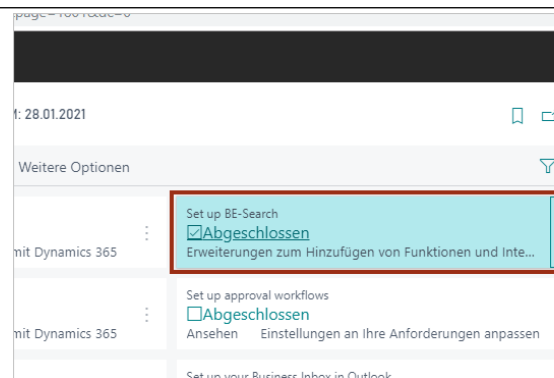 M: 28.01.2021
Weitere Optionen
Set up BE-Search
Abgeschlossen
mit Dynamics 365
Erweiterungen zum Hinzufügen von Funktionen und Inte...
Set up approval workflows
Abgeschlossen
mit Dynamics 365
Ansehen Einstellungen an Ihre Anforderungen anpassen
Set up your Business Inbox in Outlook